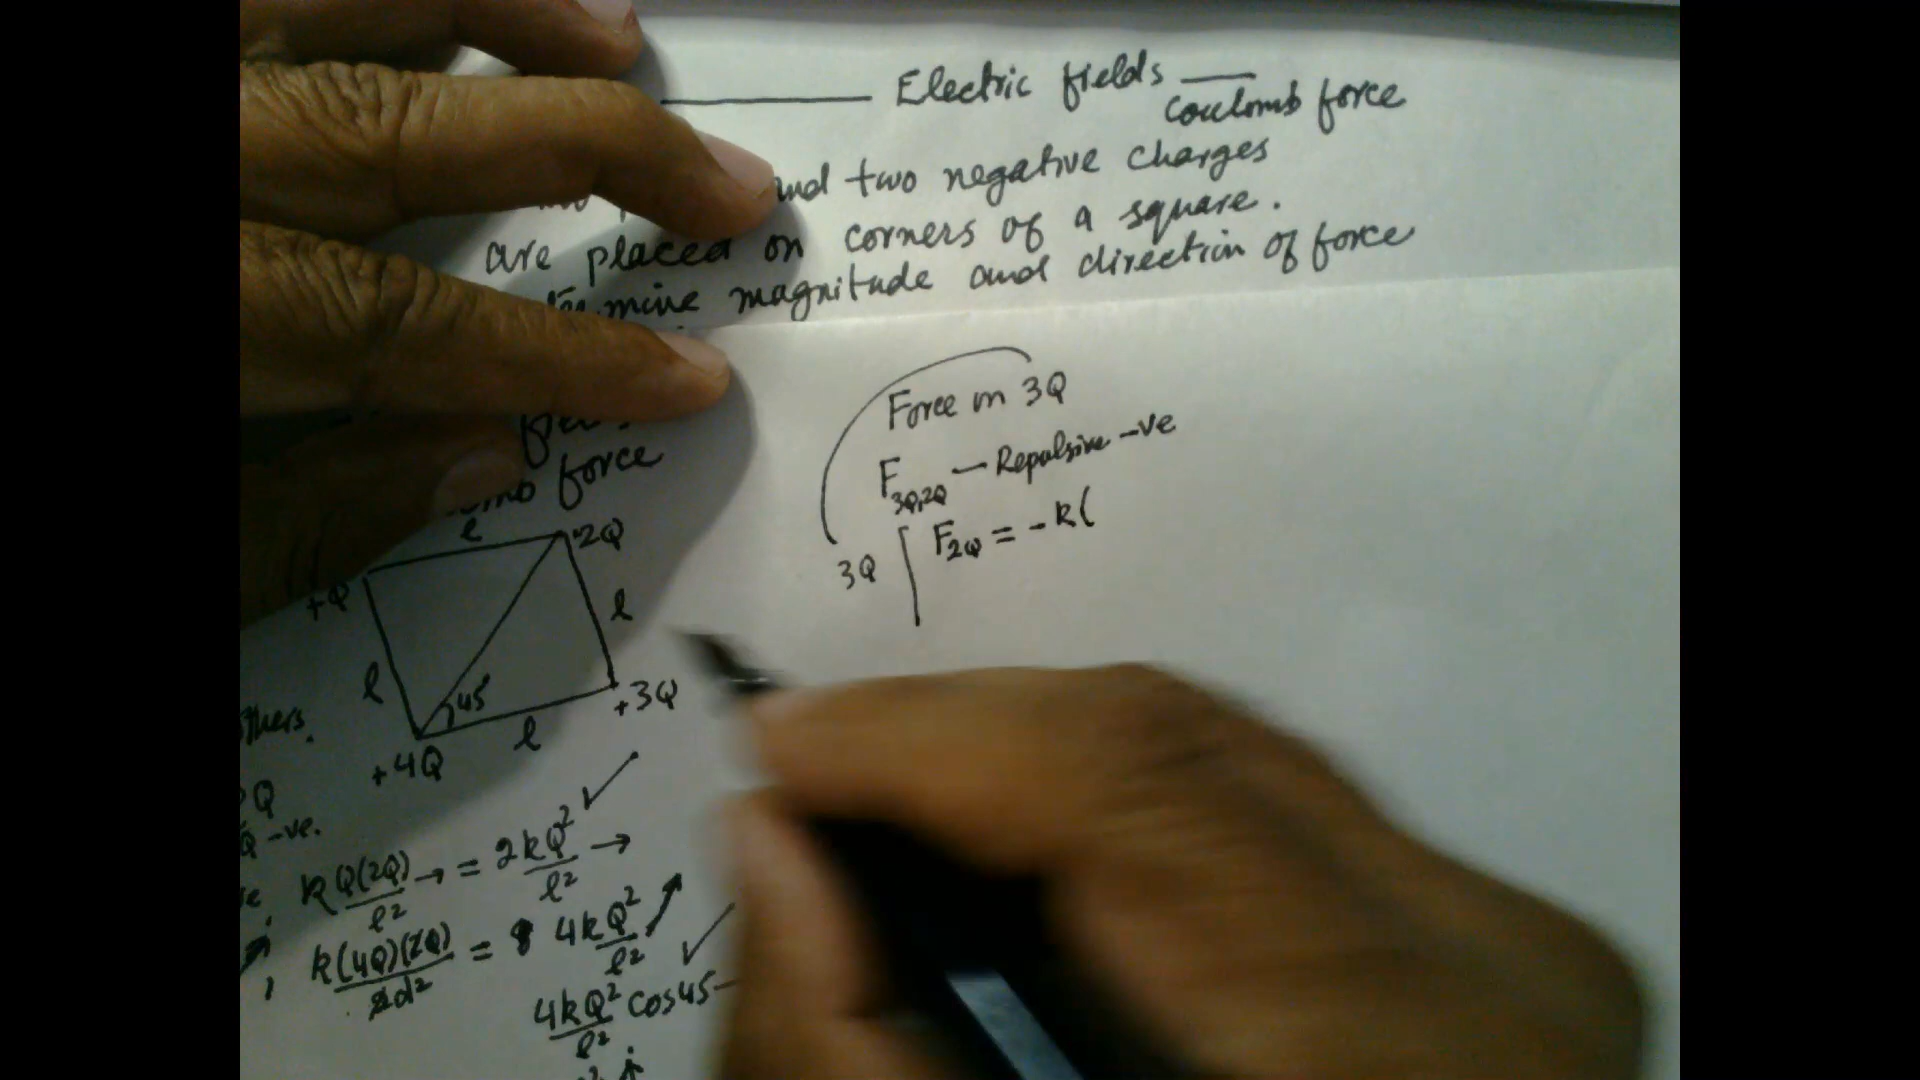 Electric fields
Coulomb force
and two negative charges
are placed on corners of a square.
mine magnitude and direction of force
force
Force on 3Q
F3Q,2Q — Repulsive -ve
3Q | F2Q = -k(
l
2Q
+Q
l
l
45°
+3Q
l
+4Q
thers.
Q
Q -ve.
kQ(2Q)/l² → = 2kQ²/l² →
k(4Q)(2Q)/2d² = 4kQ²/l²
4kQ²/l² cos45